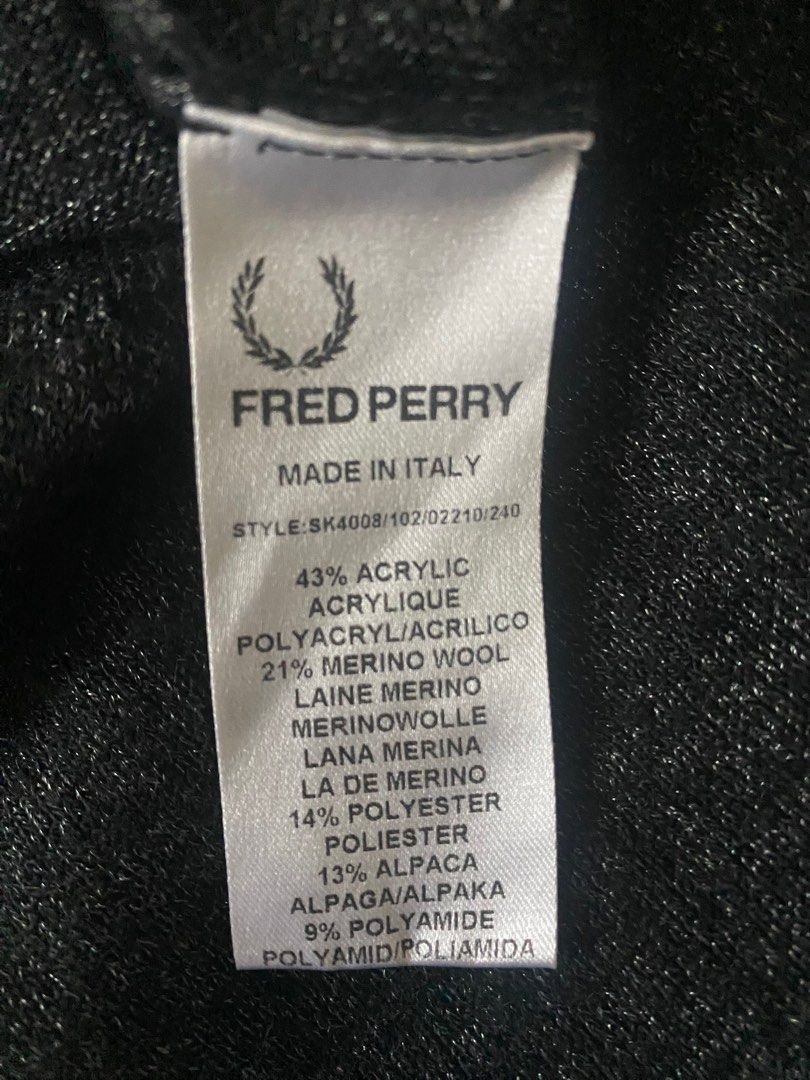 FRED PERRY
MADE IN ITALY
STYLE:SK4008/102/02210/240
43% ACRYLIC
ACRYLIQUE
POLYACRYL/ACRILICO
21% MERINO WOOL
LAINE MERINO
MERINOWOLLE
LANA MERINA
LA DE MERINO
14% POLYESTER
POLIESTER
13% ALPACA
ALPAGA/ALPAKA
9% POLYAMIDE
POLYAMID/POLIAMIDA